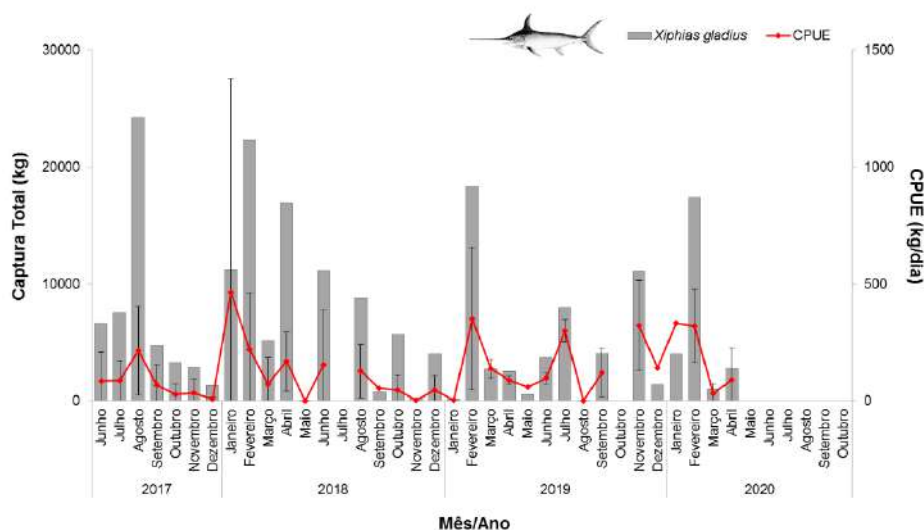 Xiphias gladius
CPUE
30000
20000
10000
0
Captura Total (kg)
1500
1000
500
0
CPUE (kg/dia)
Junho
Julho
Agosto
Setembro
Outubro
Novembro
Dezembro
Janeiro
Fevereiro
Março
Abril
Maio
Junho
Julho
Agosto
Setembro
Outubro
Novembro
Dezembro
Janeiro
Fevereiro
Março
Abril
Maio
Junho
Julho
Agosto
Setembro
Novembro
Dezembro
Janeiro
Fevereiro
Março
Abril
Maio
Junho
Julho
Agosto
Setembro
Outubro
2017
2018
2019
2020
Mês/Ano